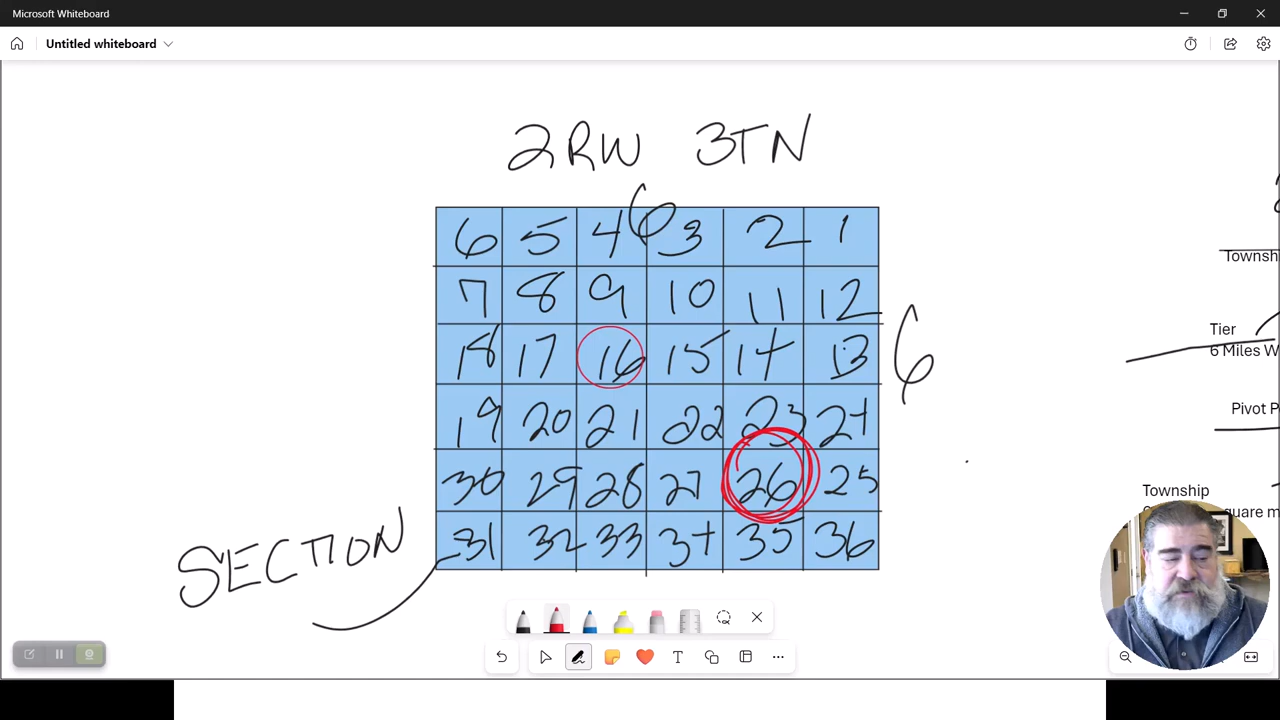 Microsoft Whiteboard
Untitled whiteboard
2RW 3TN
6
6 5 4 3 2 1
7 8 9 10 11 12
18 17 16 15 14 13
6
19 20 21 22 23 24
30 29 28 27 26 25
31 32 33 34 35 36
SECTION
Townsh
Tier
6 Miles W
Pivot P
Township
quare m
T